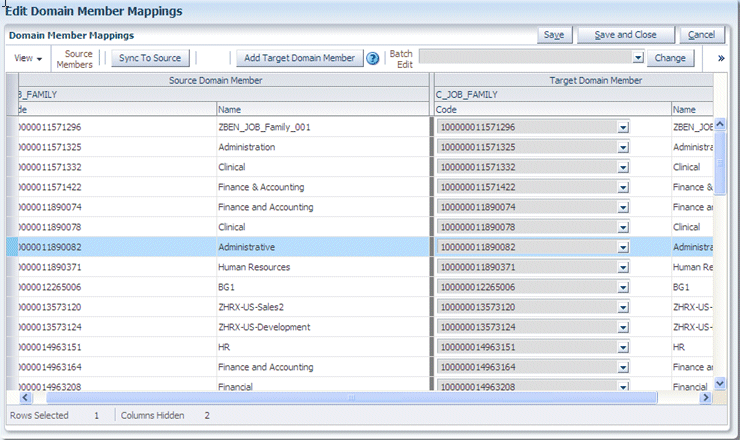 Edit Domain Member Mappings
Domain Member Mappings Save Save and Close Cancel
View Source Members Sync To Source Add Target Domain Member ? Batch Edit Change »
Source Domain Member Target Domain Member
B_FAMILY C_JOB_FAMILY
de Name Code Name
0000011571296 ZBEN_JOB_Family_001 100000011571296 ZBEN_JOB
0000011571325 Administration 100000011571325 Administra
0000011571332 Clinical 100000011571332 Clinical
0000011571422 Finance & Accounting 100000011571422 Finance &
0000011890074 Finance and Accounting 100000011890074 Finance a
0000011890078 Clinical 100000011890078 Clinical
0000011890082 Administrative 100000011890082 Administra
0000011890371 Human Resources 100000011890371 Human Re
0000012265006 BG1 100000012265006 BG1
0000013573120 ZHRX-US-Sales2 100000013573120 ZHRX-US-
0000013573124 ZHRX-US-Development 100000013573124 ZHRX-US-
0000014963151 HR 100000014963151 HR
0000014963164 Finance and Accounting 100000014963164 Finance a
0000014963208 Financial 100000014963208 Financial
Rows Selected 1 Columns Hidden 2